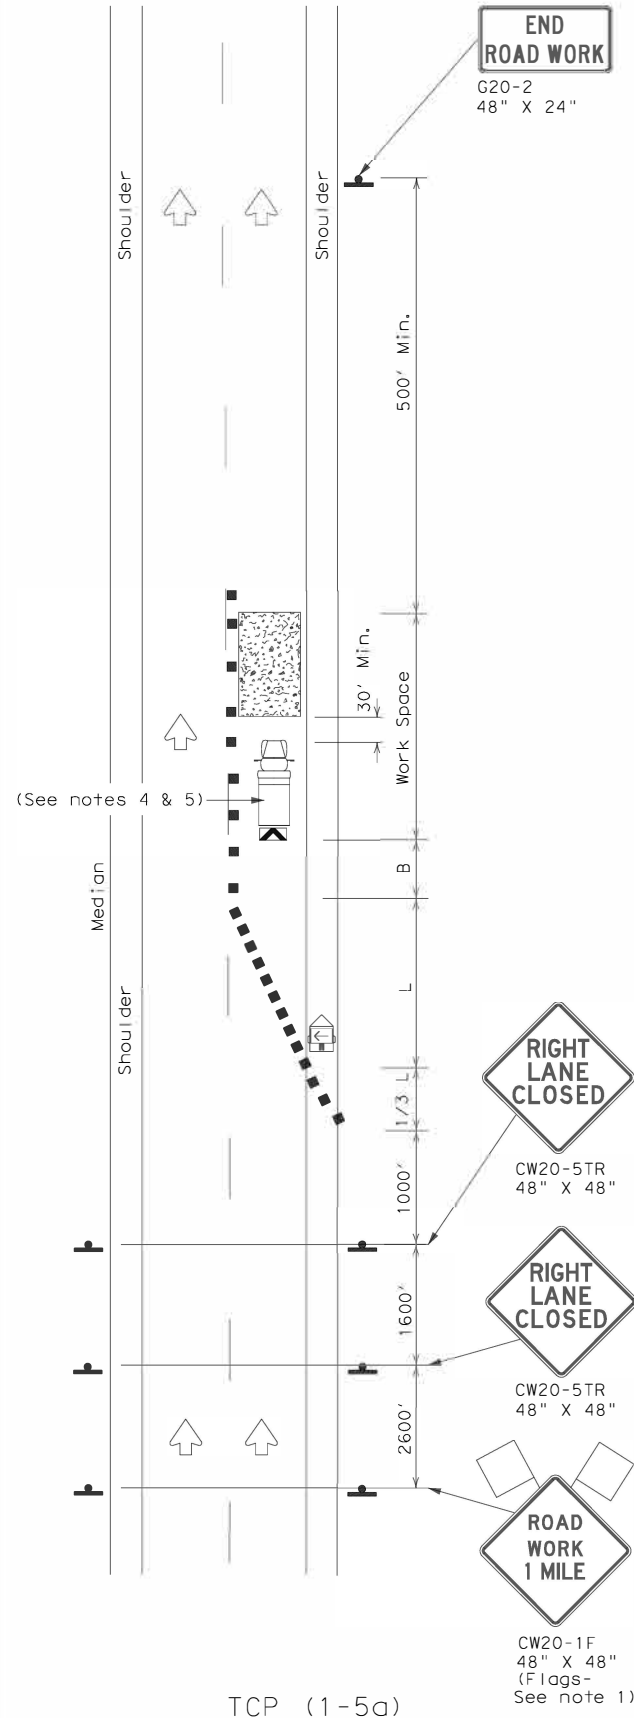 END
ROAD WORK
G20-2
48" X 24"
Shoulder
Shoulder
500' Min.
30' Min.
Work Space
(See notes 4 & 5)
B
Median
L
Shoulder
RIGHT
LANE
CLOSED
1/3 L
CW20-5TR
48" X 48"
1000'
RIGHT
LANE
CLOSED
1600'
CW20-5TR
48" X 48"
2600'
ROAD
WORK
1 MILE
CW20-1F
48" X 48"
(Flags-
See note 1)
TCP (1-5a)